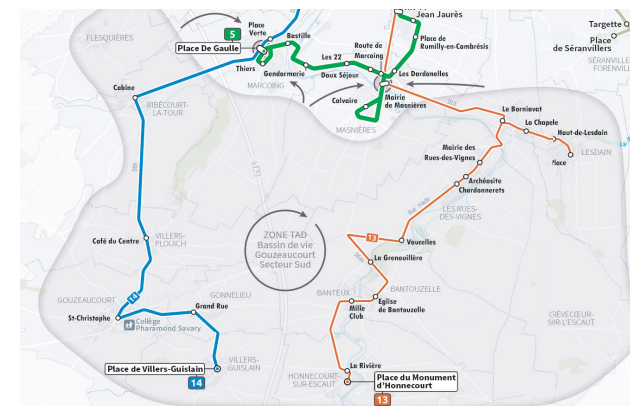 Jean Jaurès
Targette
Place
de Séranvillers
SÉRANVILLERS
FORENVILLE
FLESQUIÈRES
Place
Verte
5
Place De Gaulle
Bastille
Thiers
Gendarmerie
MARCOING
Les 22
Doux Séjour
Route de
Marcoing
Place de
Rumilly-en-Cambrésis
Les Dardanelles
Calvaire
Mairie
de Masnières
MASNIÈRES
Cabine
RIBÉCOURT-
LA-TOUR
Le Borniavat
La Chapele
Haut-de-Lesdain
Place
LESDAIN
Mairie des
Rues-des-Vignes
Archéosite
Chardonnerets
LES RUES-
DES-VIGNES
Café du Centre
VILLERS-
PLOUICH
ZONE TAD
Bassin de vie
Gouzeaucourt
Secteur Sud
13
Vaucelles
La Grenouillère
BANTEUX
BANTOUZELLE
Mille
Club
Eglise
de Bantouzelle
GOUZEAUCOURT
14
GONNELIEU
St-Christophe
Collège
Pharamond Savary
Grand Rue
CRÈVECŒUR-
SUR-L'ESCAUT
Place de Villers-Guislain
14
VILLERS-
GUISLAIN
La Rivière
HONNECOURT-
SUR-ESCAUT
Place du Monument
d'Honnecourt
13